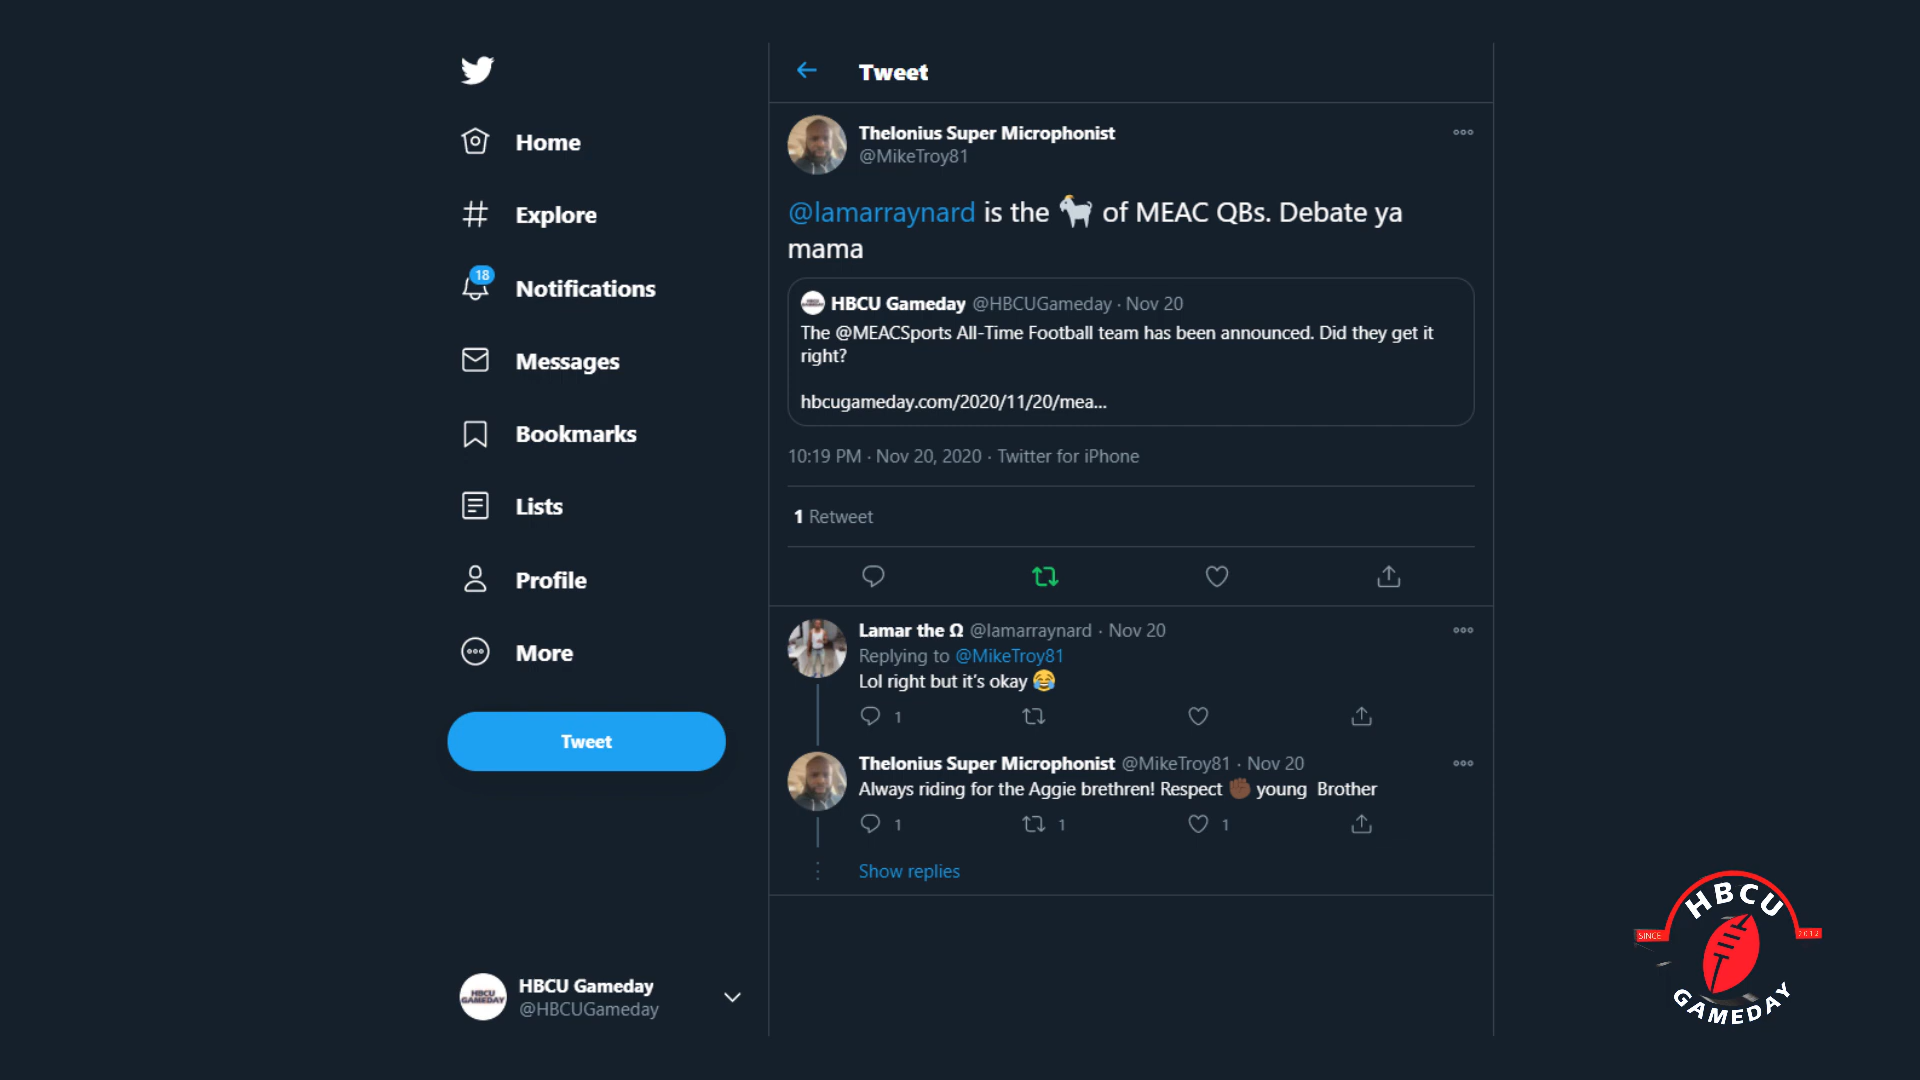 Home
Explore
18
Notifications
Messages
Bookmarks
Lists
Profile
More
Tweet
HBCU GAMEDAY
HBCU Gameday
@HBCUGameday
Tweet
Thelonius Super Microphonist
@MikeTroy81
@lamarraynard is the 🐐 of MEAC QBs. Debate ya
mama
HBCU Gameday @HBCUGameday · Nov 20
The @MEACSports All-Time Football team has been announced. Did they get it
right?
hbcugameday.com/2020/11/20/mea...
10:19 PM · Nov 20, 2020 · Twitter for iPhone
1 Retweet
Lamar the Ω @lamarraynard · Nov 20
Replying to @MikeTroy81
Lol right but it's okay 😂
1
Thelonius Super Microphonist @MikeTroy81 · Nov 20
Always riding for the Aggie brethren! Respect ✊🏾 young Brother
1 1 1
Show replies
HBCU
SINCE 2012
GAMEDAY